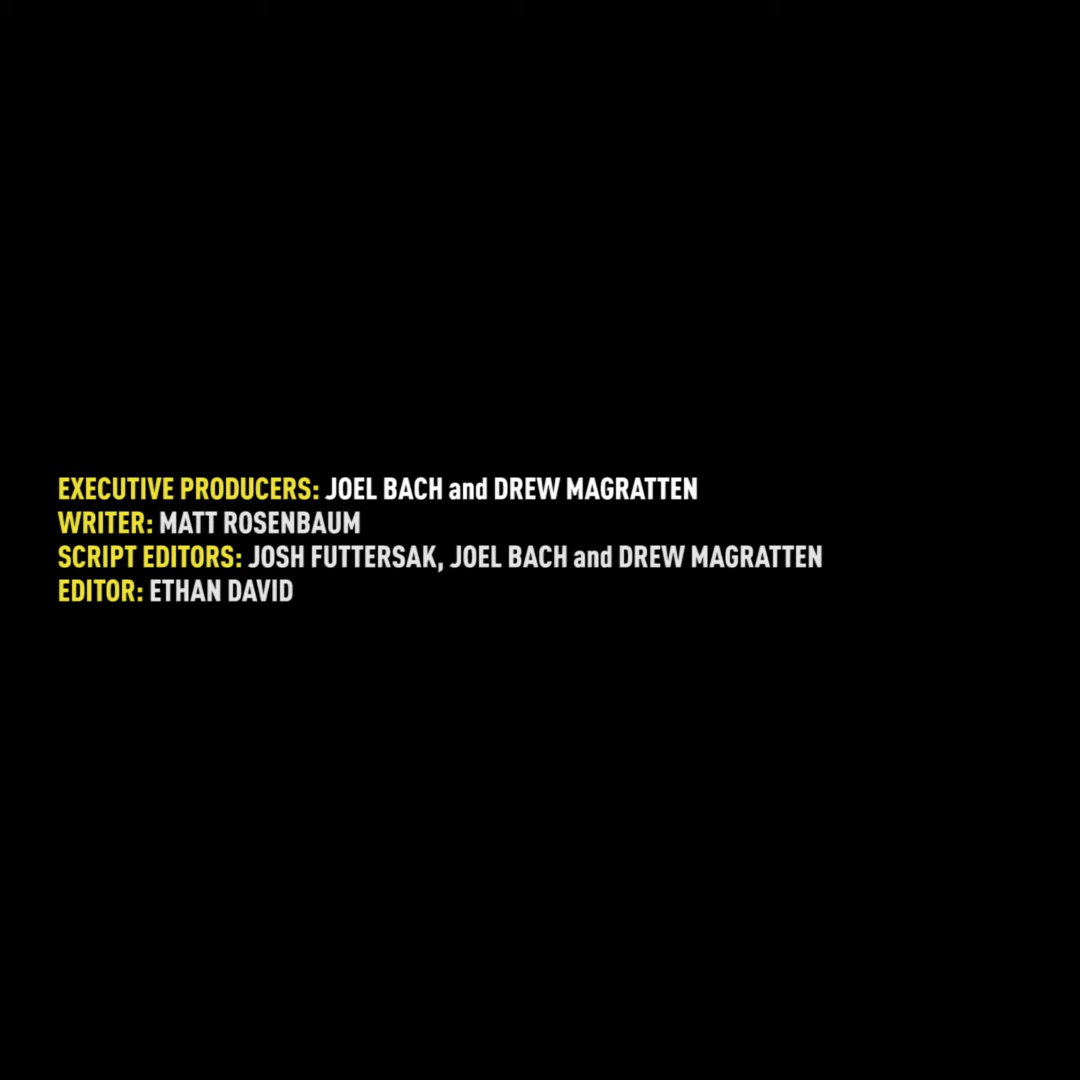 EXECUTIVE PRODUCERS: JOEL BACH and DREW MAGRATTEN
WRITER: MATT ROSENBAUM
SCRIPT EDITORS: JOSH FUTTERSAK, JOEL BACH and DREW MAGRATTEN
EDITOR: ETHAN DAVID